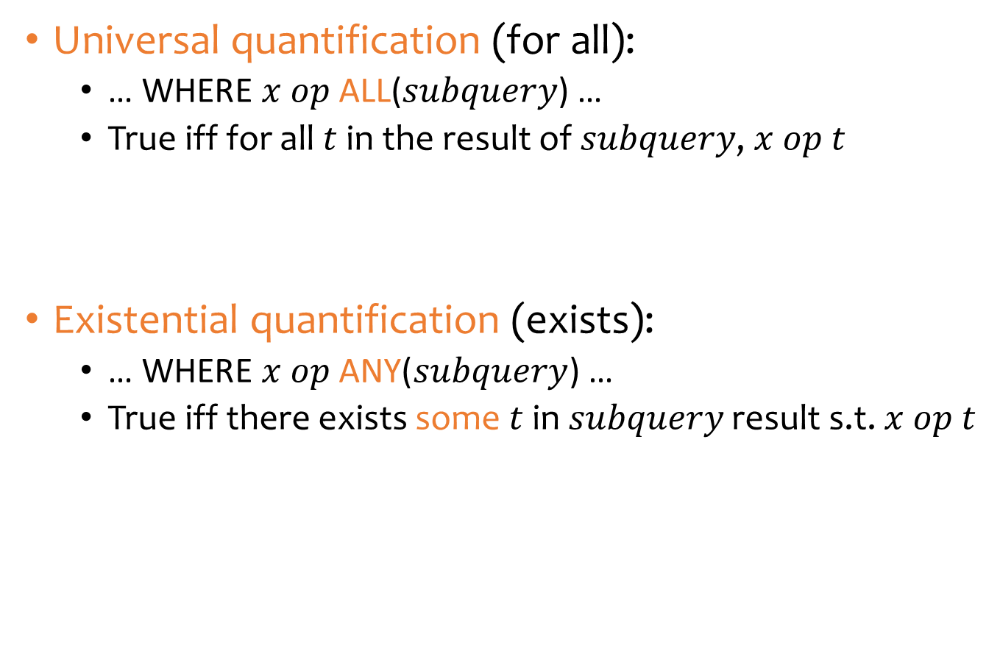 • Universal quantification (for all):
• … WHERE x op ALL(subquery) …
• True iff for all t in the result of subquery, x op t
• Existential quantification (exists):
• … WHERE x op ANY(subquery) …
• True iff there exists some t in subquery result s.t. x op t